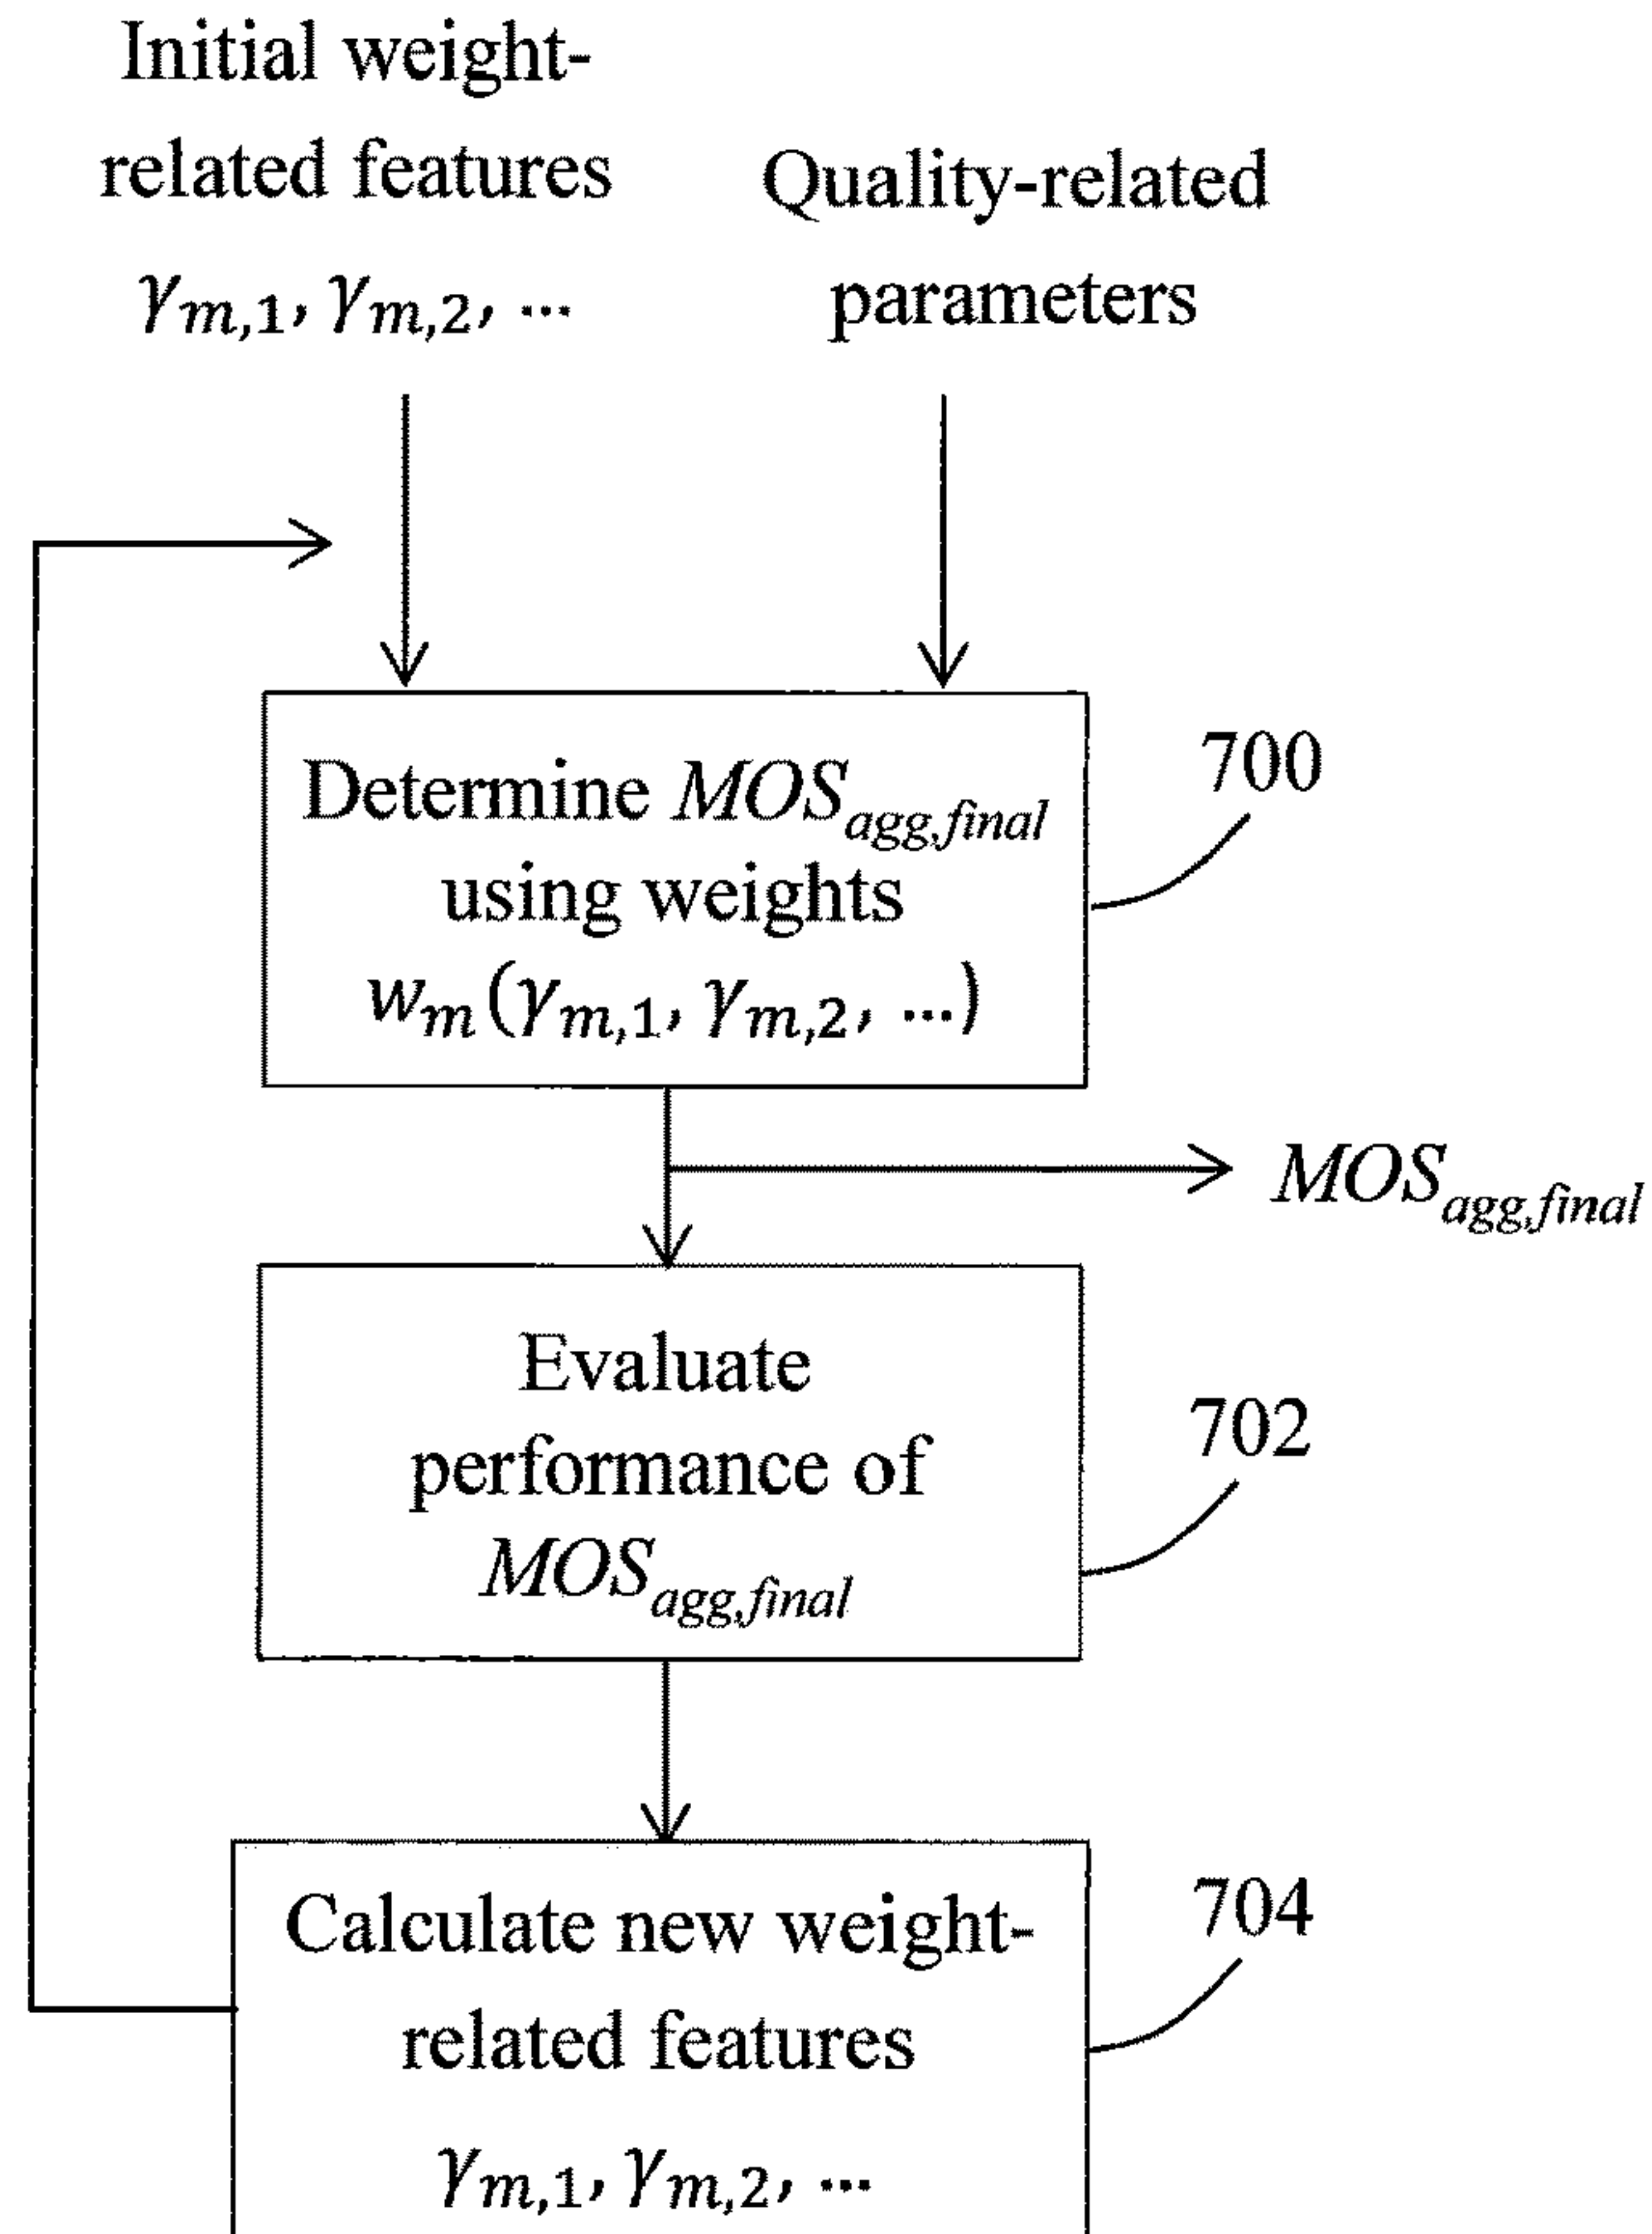 Initial weight-
related features
γm,1, γm,2, ...
Quality-related
parameters
Determine MOSagg,final
using weights
wm(γm,1, γm,2, ...)
700
MOSagg,final
Evaluate
performance of
MOSagg,final
702
Calculate new weight-
related features
γm,1, γm,2, ...
704